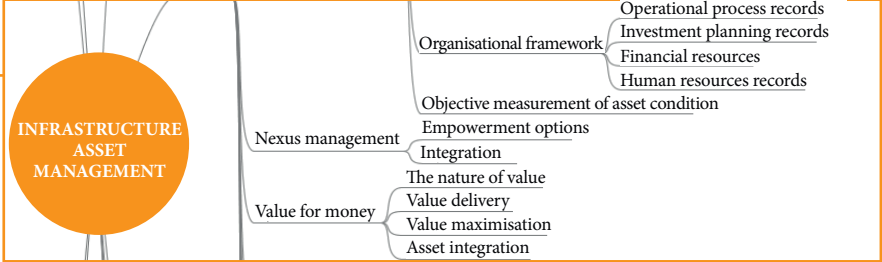 Operational process records
Investment planning records
Organisational framework
Financial resources
Human resources records
Objective measurement of asset condition
INFRASTRUCTURE
ASSET
MANAGEMENT
Nexus management
Empowerment options
Integration
Value for money
The nature of value
Value delivery
Value maximisation
Asset integration